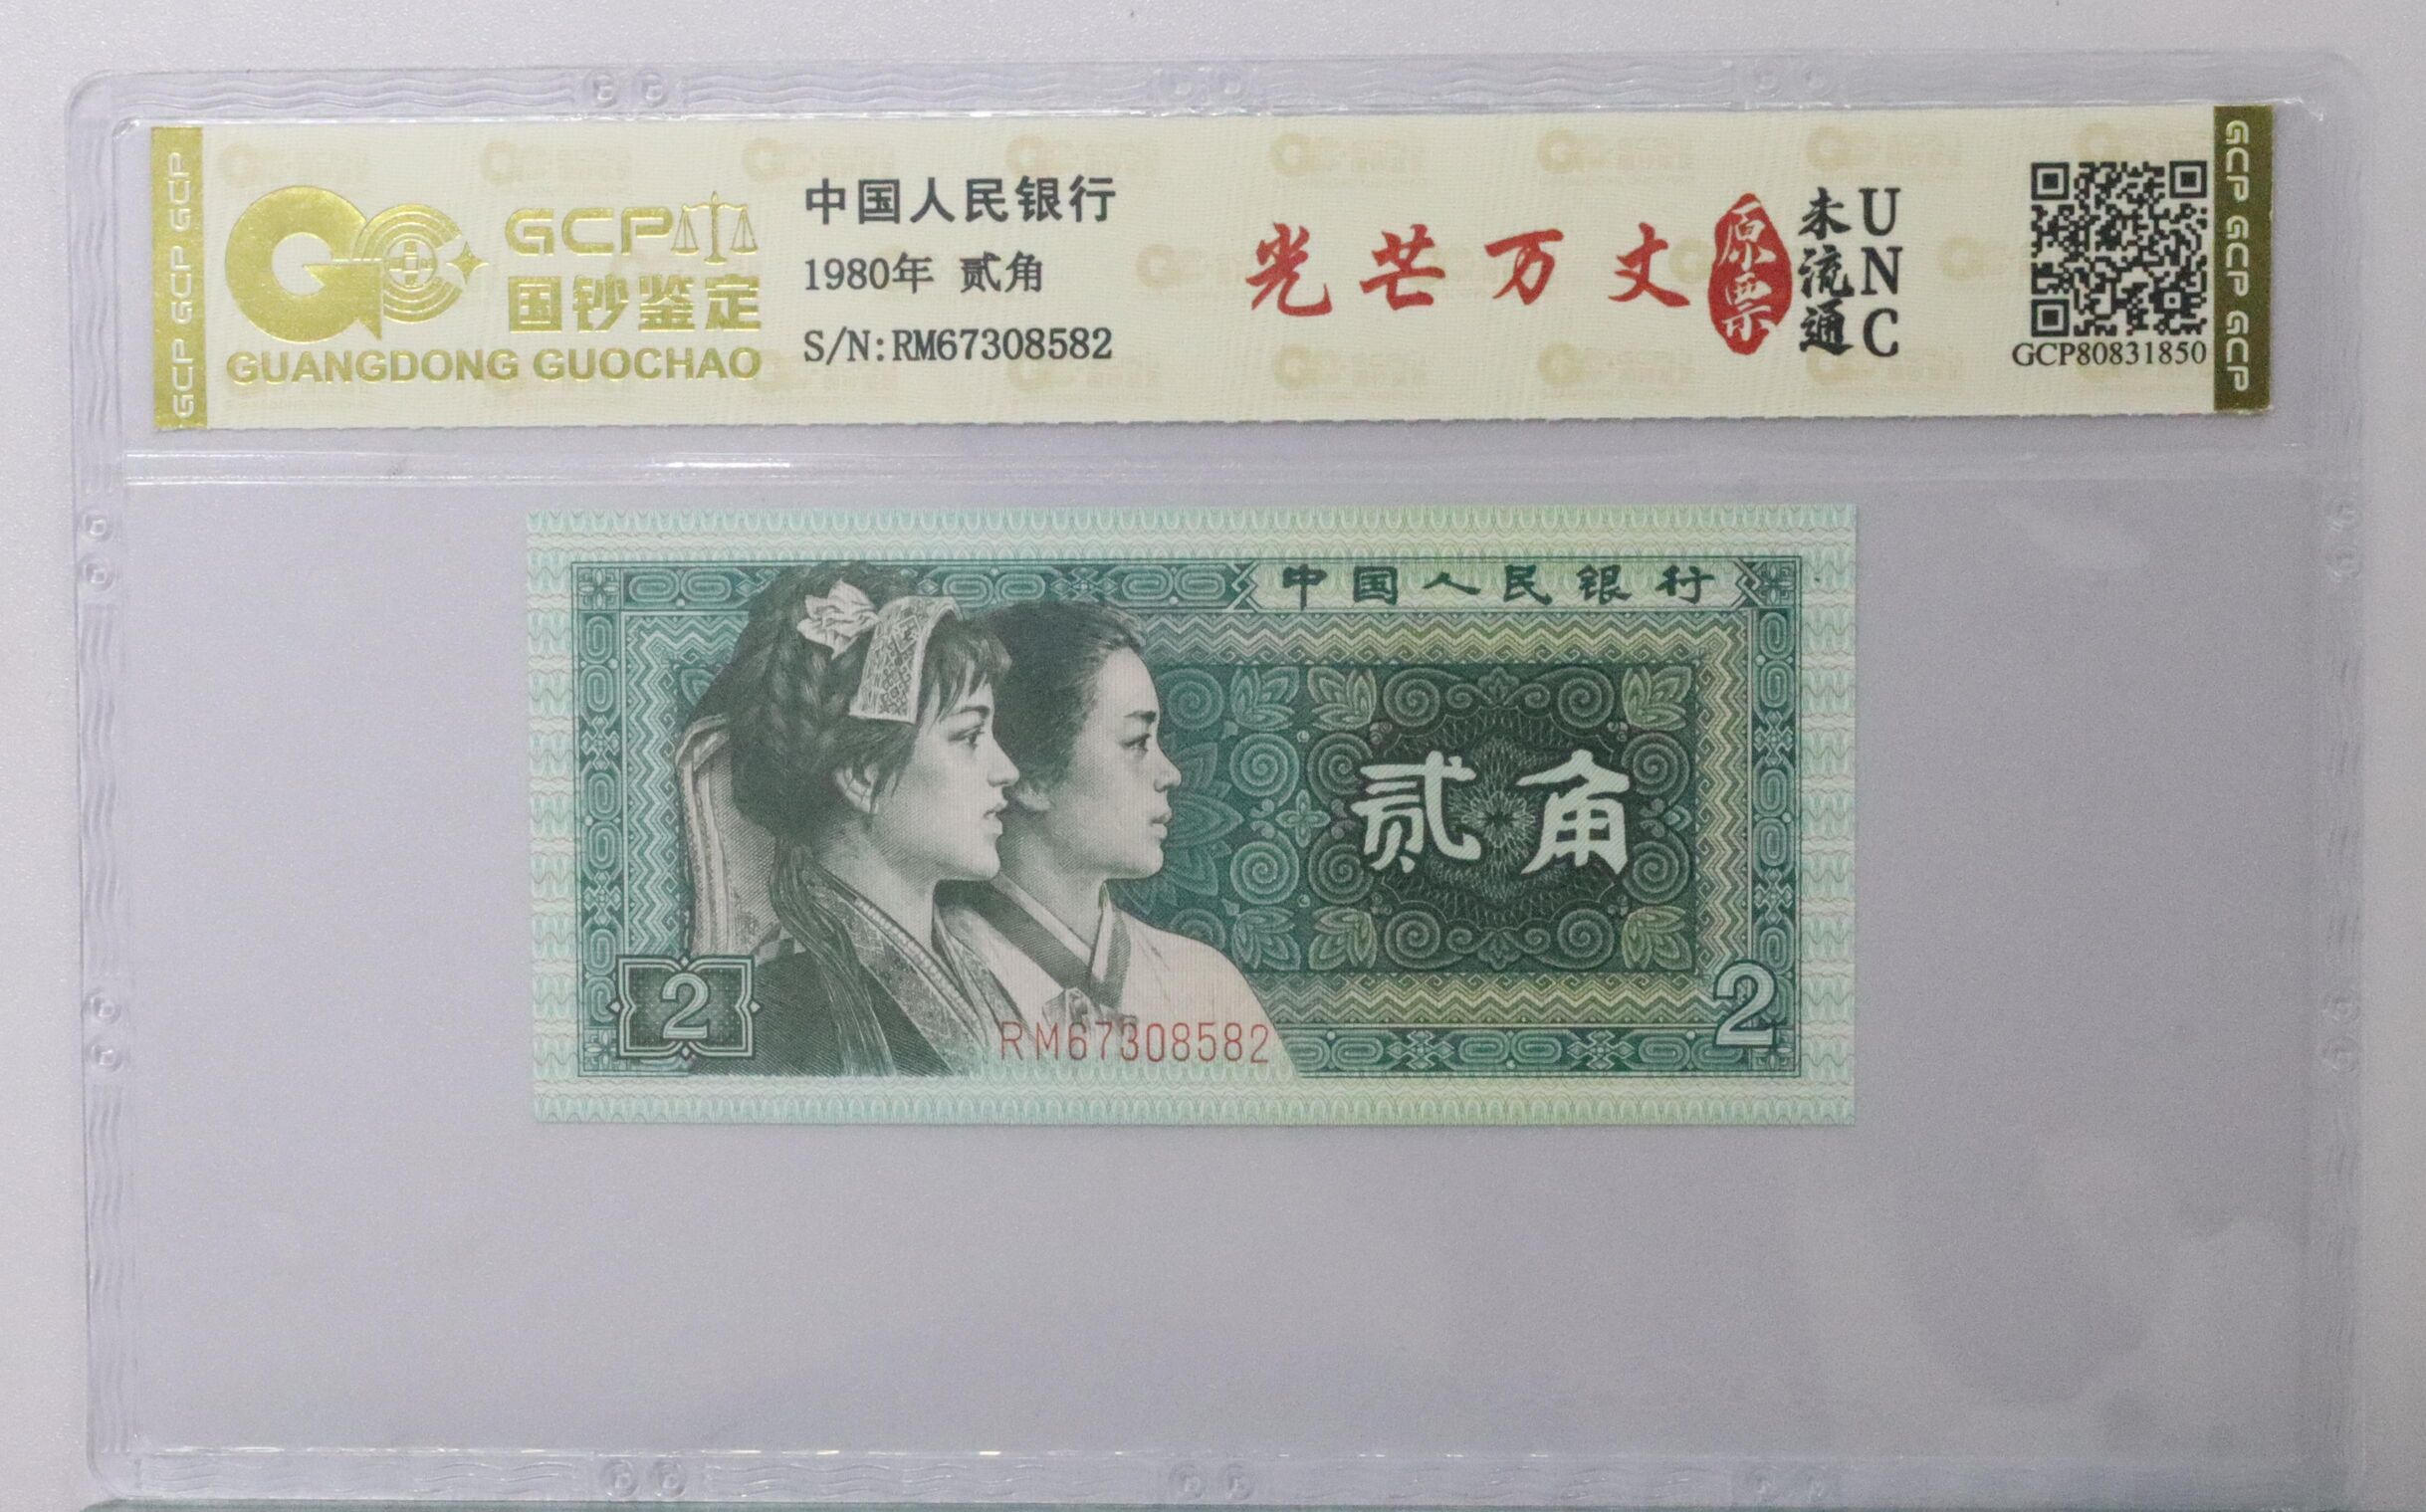 GCP GCP GCP
GCP
国钞鉴定
GUANGDONG GUOCHAO
中国人民银行
1980年 贰角
S/N:RM67308582
光芒万丈
原票
未流通
UNC
GCP80831850
GCP GCP GCP
中国人民银行
贰角
2
2
RM67308582